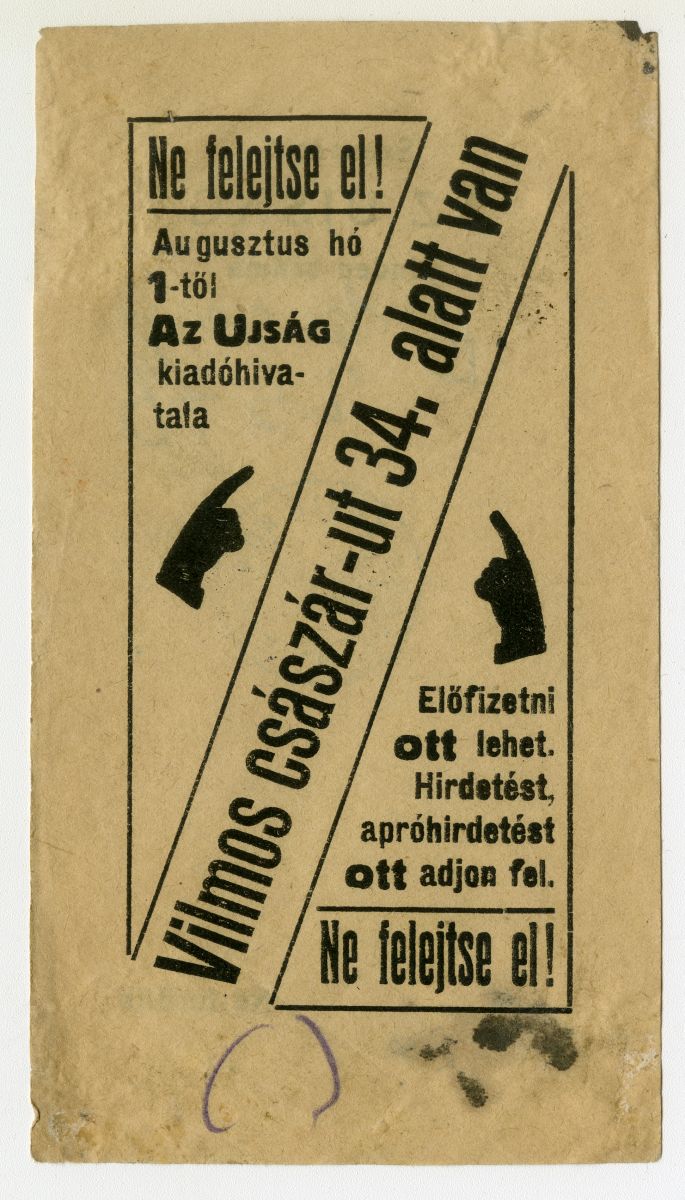 Ne felejtse el!
Augusztus hó
1-től
AZ UJSÁG
kiadóhiva-
tala
Vilmos császár-ut 34. alatt van
Előfizetni
ott lehet.
Hirdetést,
apróhirdetést
ott adjon fel.
Ne felejtse el!